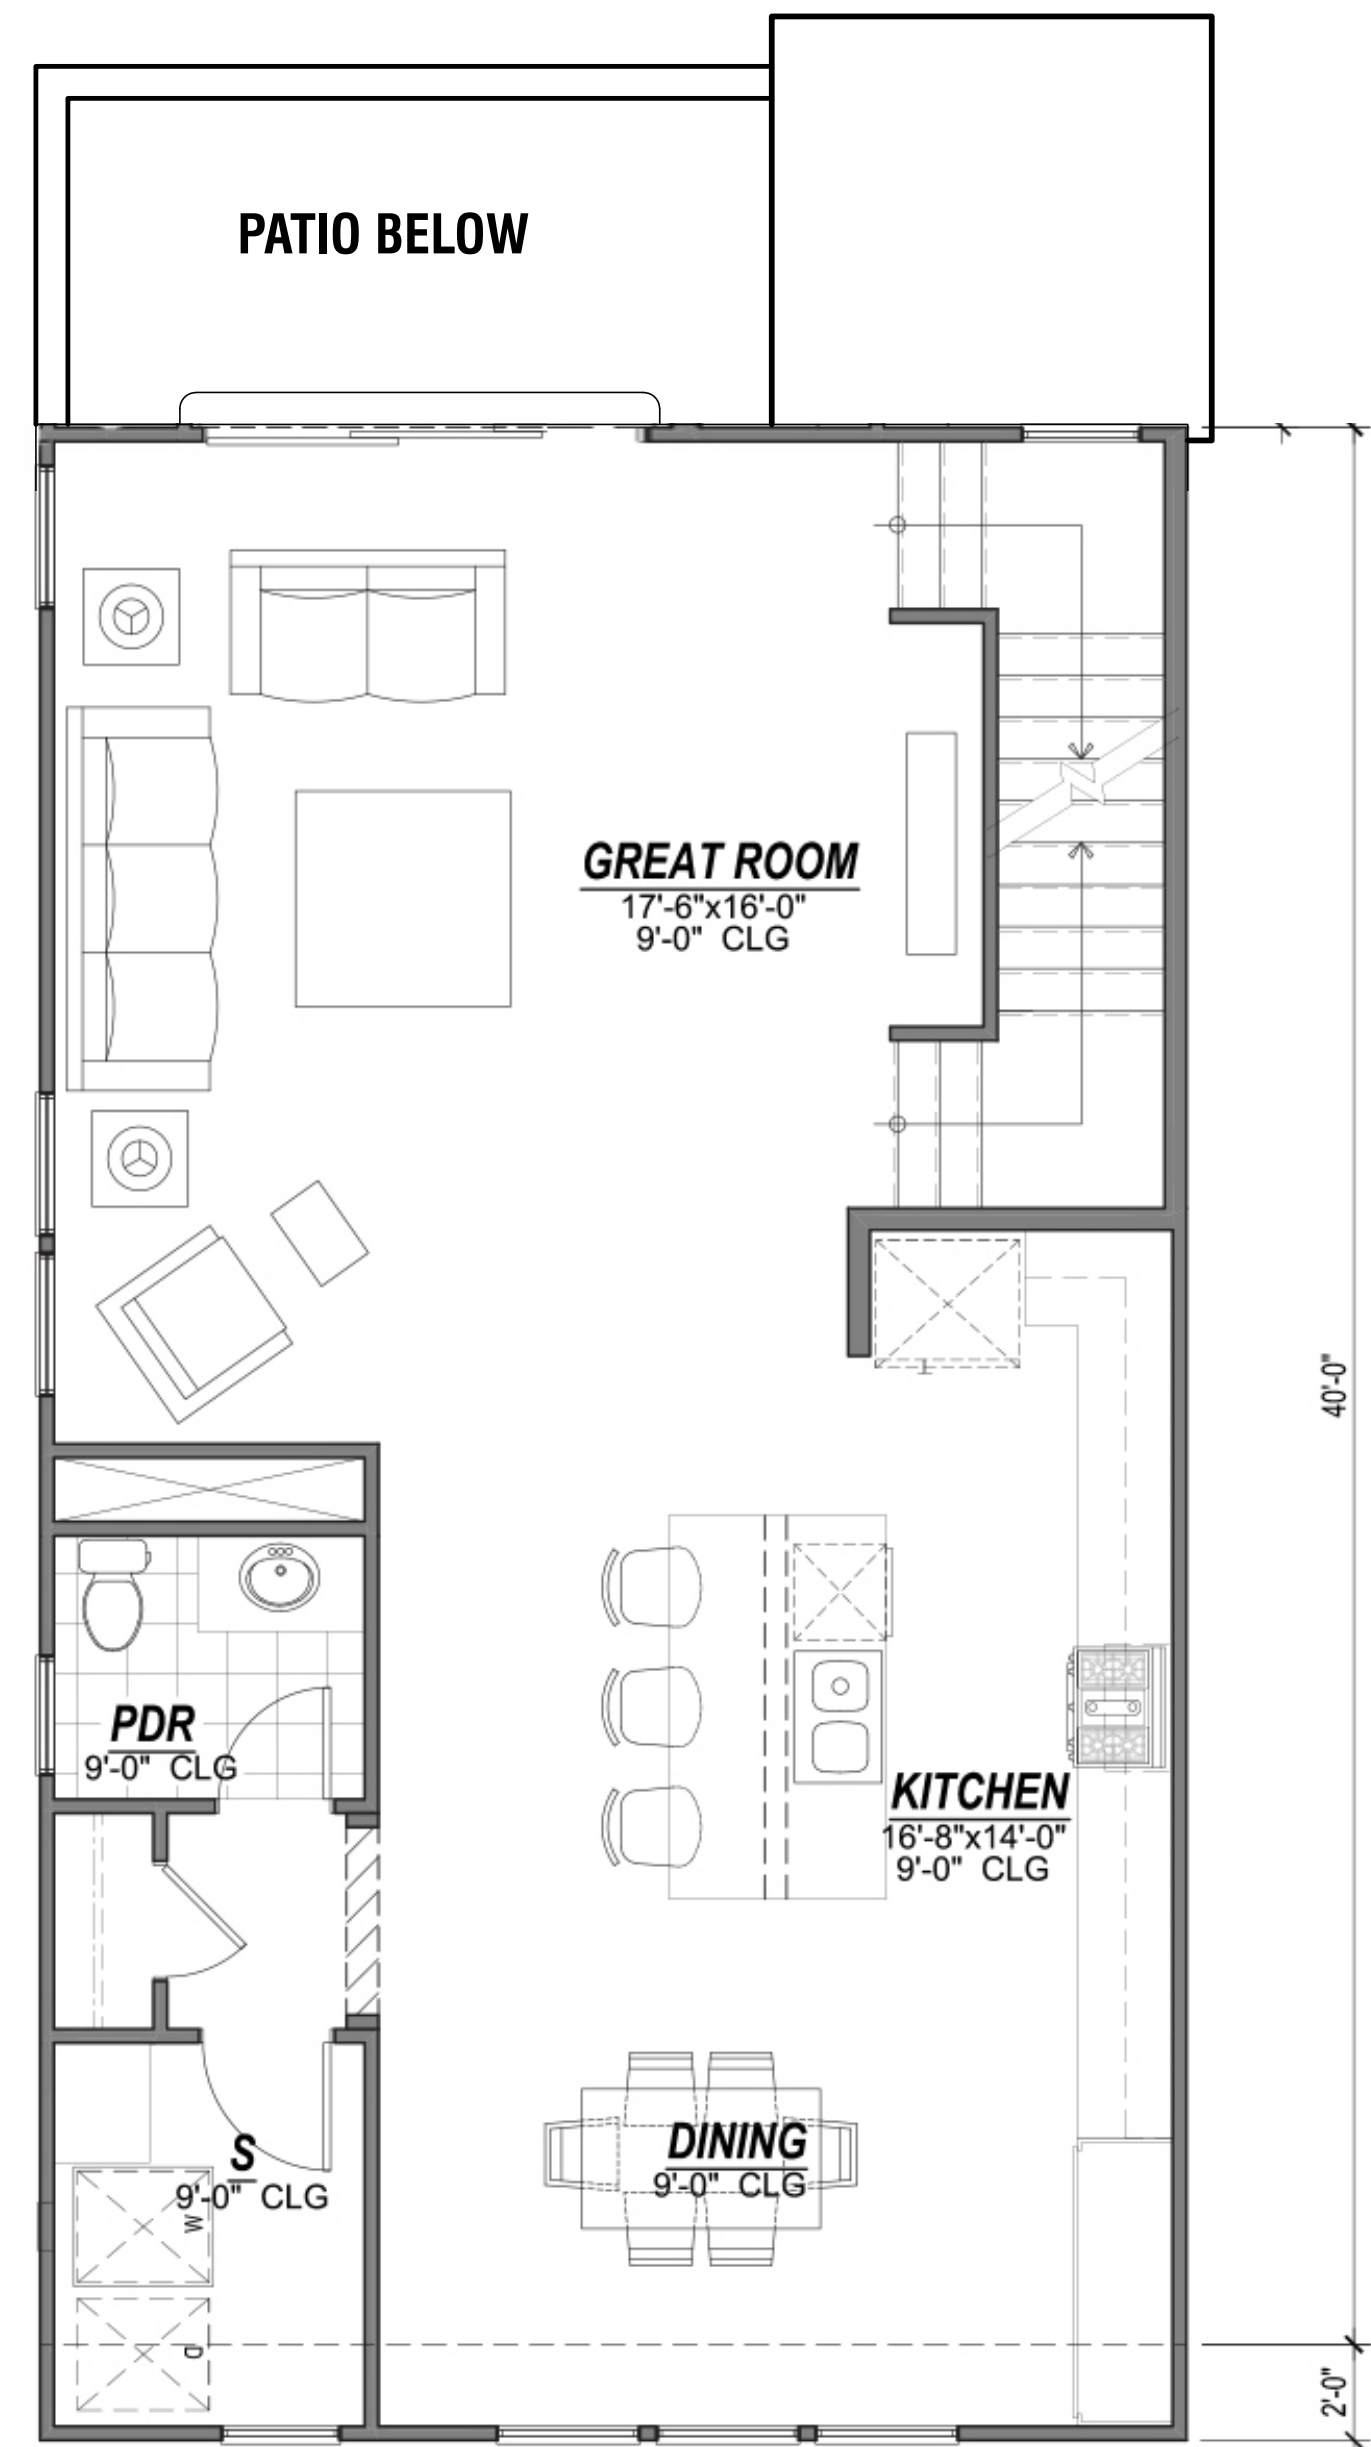 PATIO BELOW
GREAT ROOM
17'-6"x16'-0"
9'-0" CLG
40'-0"
PDR
9'-0" CLG
KITCHEN
16'-8"x14'-0"
9'-0" CLG
DINING
9'-0" CLG
S
9'-0" CLG
W
D
2'-0"